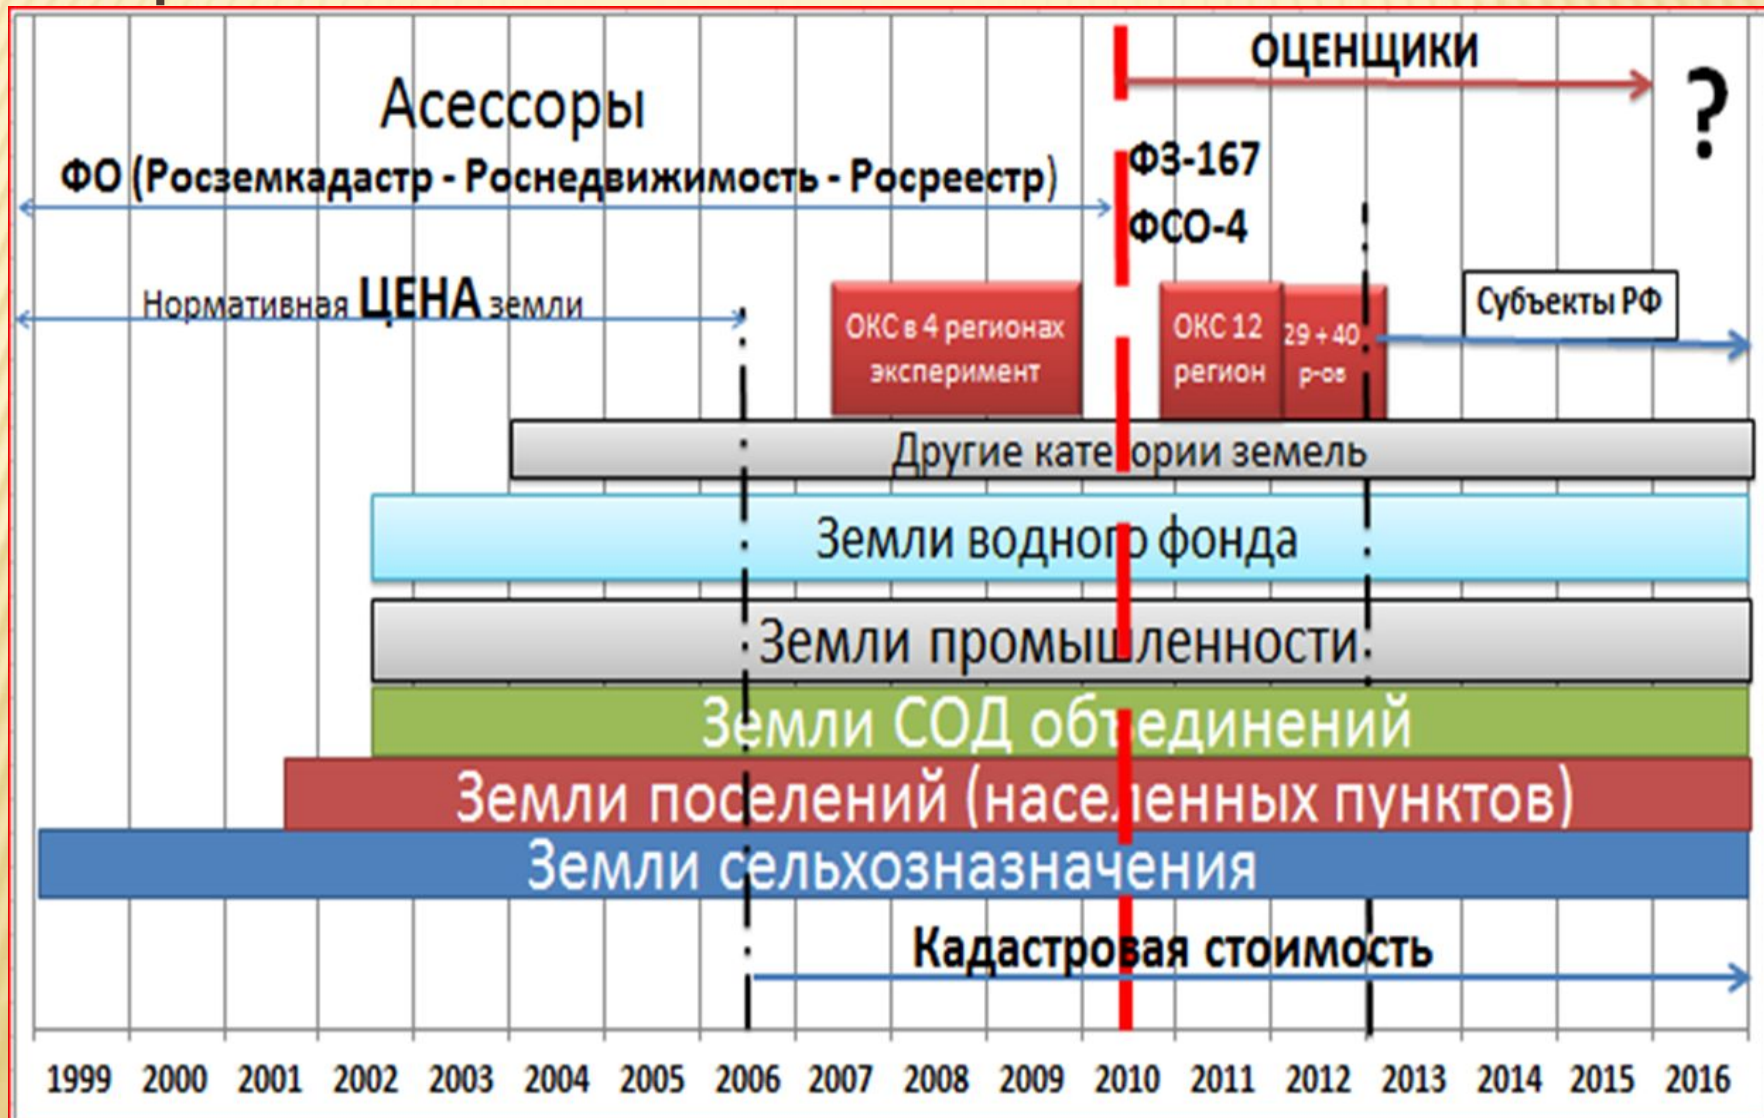 ОЦЕНЩИКИ
?
Асессоры
ФО (Росземкадастр - Роснедвижимость - Росреестр)
ФЗ-167
ФСО-4
Нормативная ЦЕНА земли
ОКС в 4 регионах
эксперимент
ОКС 12
регион
29 + 40
р-ов
Субъекты РФ
Другие категории земель
Земли водного фонда
Земли промышленности
Земли СОД объединений
Земли поселений (населенных пунктов)
Земли сельхозназначения
Кадастровая стоимость
1999 2000 2001 2002 2003 2004 2005 2006 2007 2008 2009 2010 2011 2012 2013 2014 2015 2016